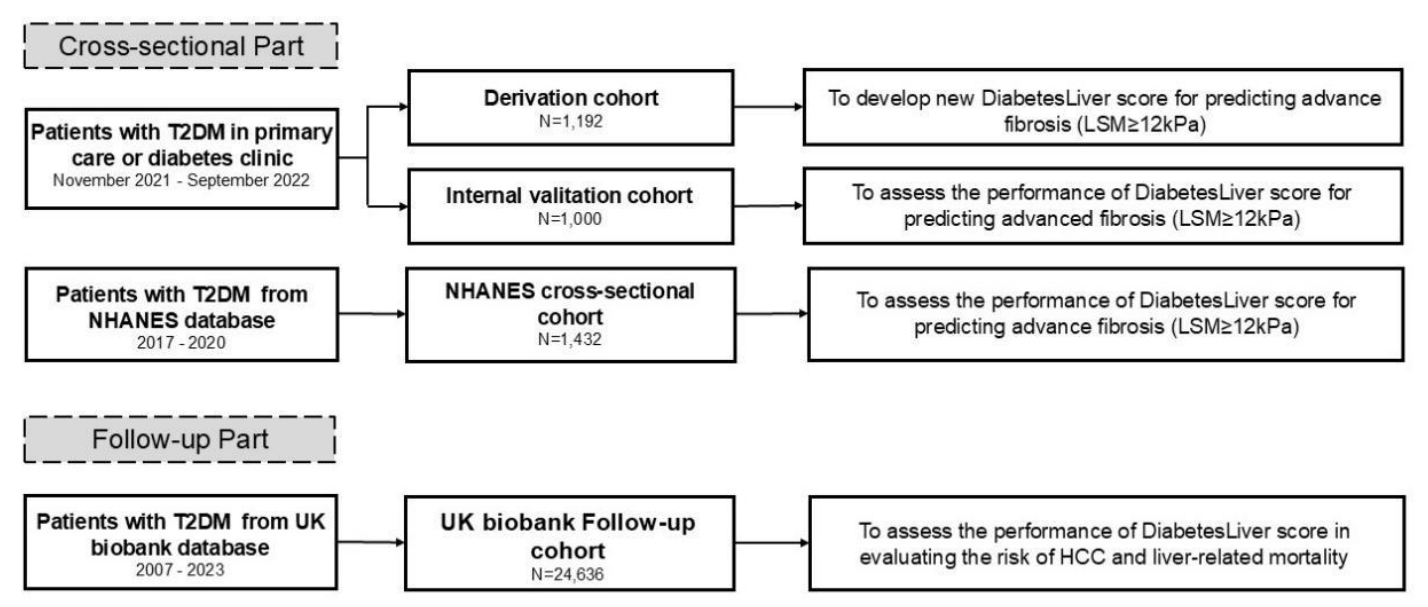 Cross-sectional Part
Patients with T2DM in primary
care or diabetes clinic
November 2021 - September 2022
Derivation cohort
N=1,192
To develop new DiabetesLiver score for predicting advance
fibrosis (LSM≥12kPa)
Internal valitation cohort
N=1,000
To assess the performance of DiabetesLiver score for
predicting advanced fibrosis (LSM≥12kPa)
Patients with T2DM from
NHANES database
2017 - 2020
NHANES cross-sectional
cohort
N=1,432
To assess the performance of DiabetesLiver score for
predicting advance fibrosis (LSM≥12kPa)
Follow-up Part
Patients with T2DM from UK
biobank database
2007 - 2023
UK biobank Follow-up
cohort
N=24,636
To assess the performance of DiabetesLiver score in
evaluating the risk of HCC and liver-related mortality